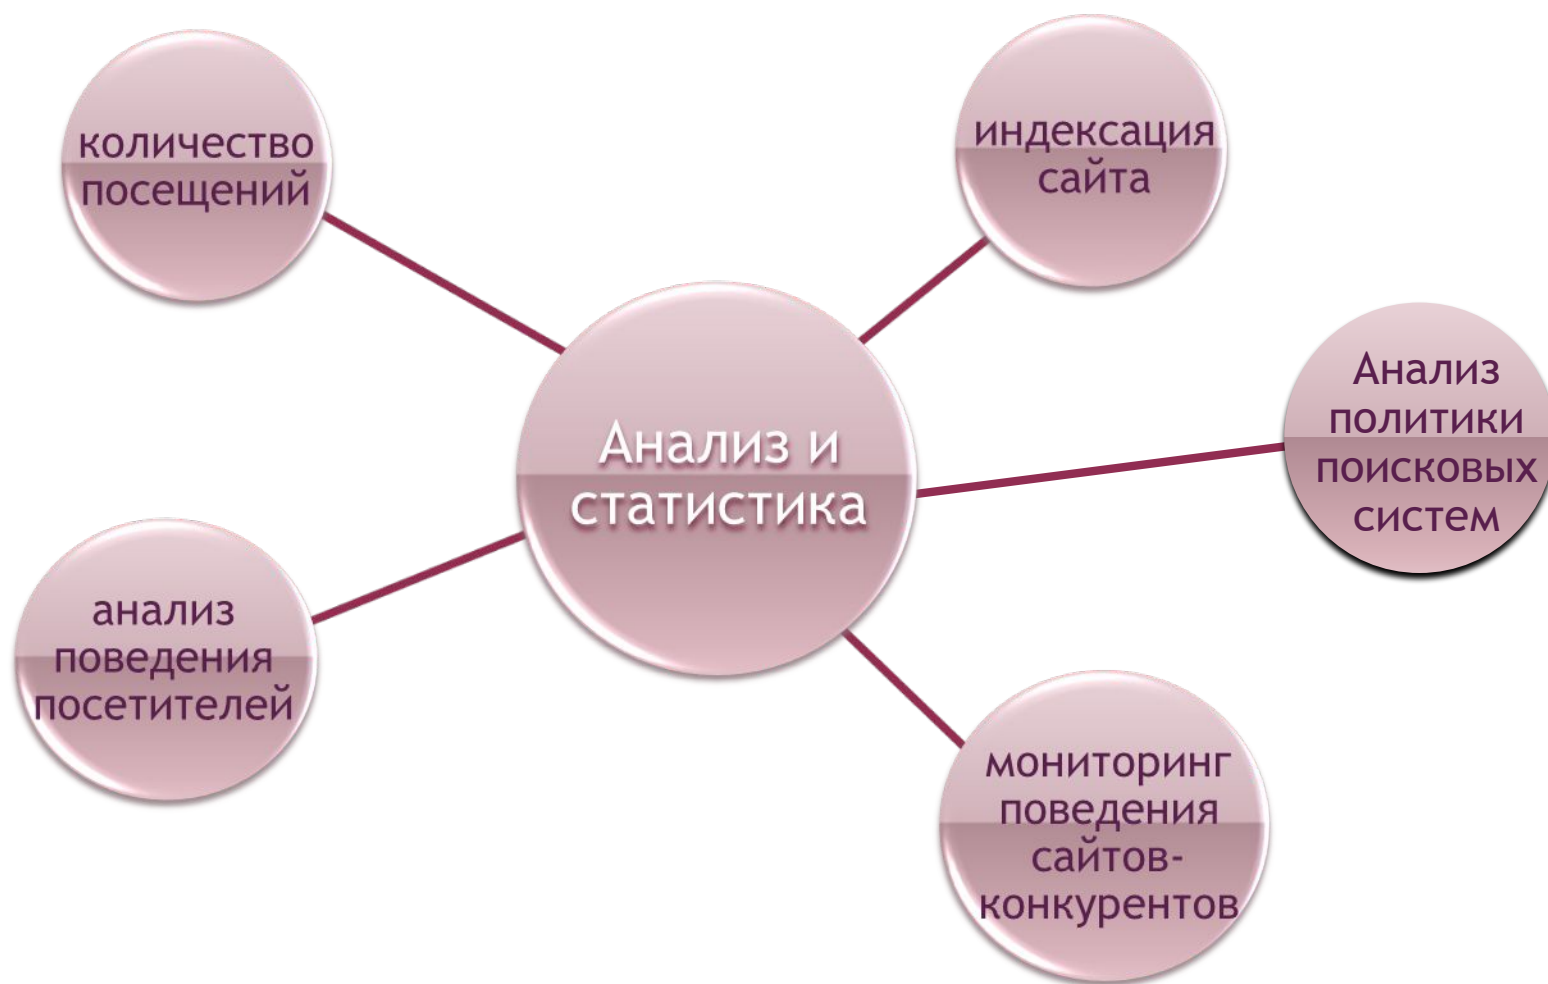 количество
посещений
индексация
сайта
Анализ и
статистика
Анализ
политики
поисковых
систем
анализ
поведения
посетителей
мониторинг
поведения
сайтов-
конкурентов